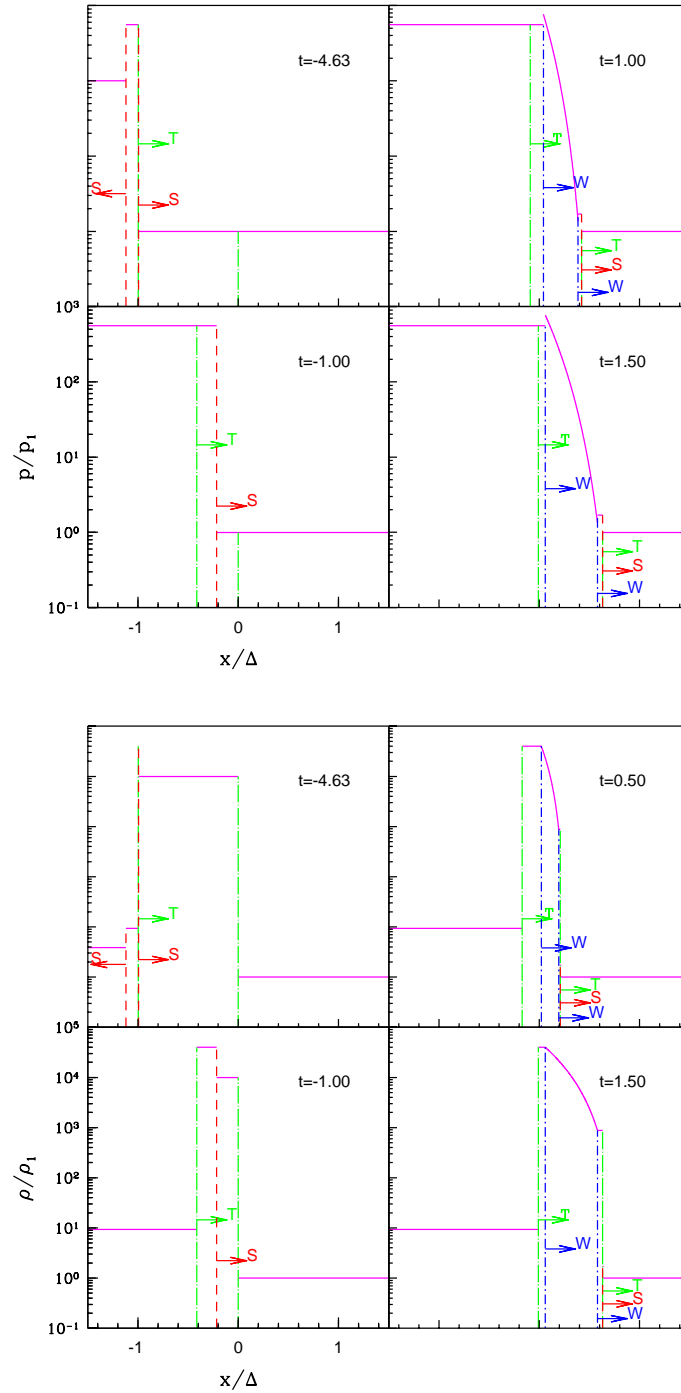 t=-4.63
T
S
S
t=1.00
T
W
T
S
W
10³
t=-1.00
10²
T
p/p₁
10¹
S
10⁰
10⁻¹
t=1.50
T
W
T
S
W
-1 0 1
x/Δ
t=-4.63
T
S
S
t=0.50
T
W
T
S
W
10⁵
t=-1.00
10⁴
10³
ρ/ρ₁
10²
T
10¹
S
10⁰
10⁻¹
t=1.50
T
W
T
S
W
-1 0 1
x/Δ